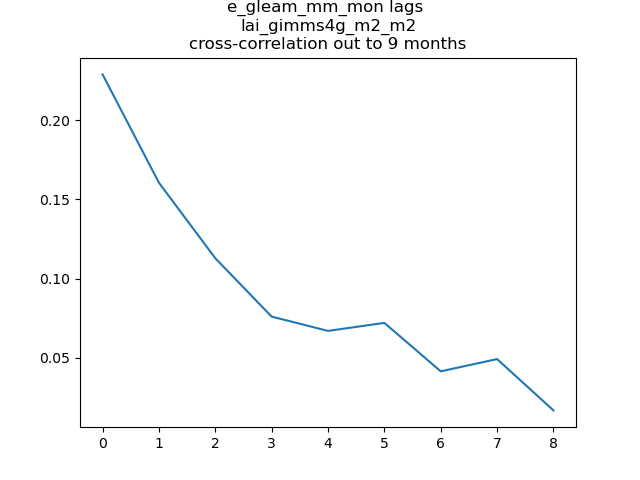 e_gleam_mm_mon lags
lai_gimms4g_m2_m2
cross-correlation out to 9 months
0.20
0.15
0.10
0.05
0 1 2 3 4 5 6 7 8